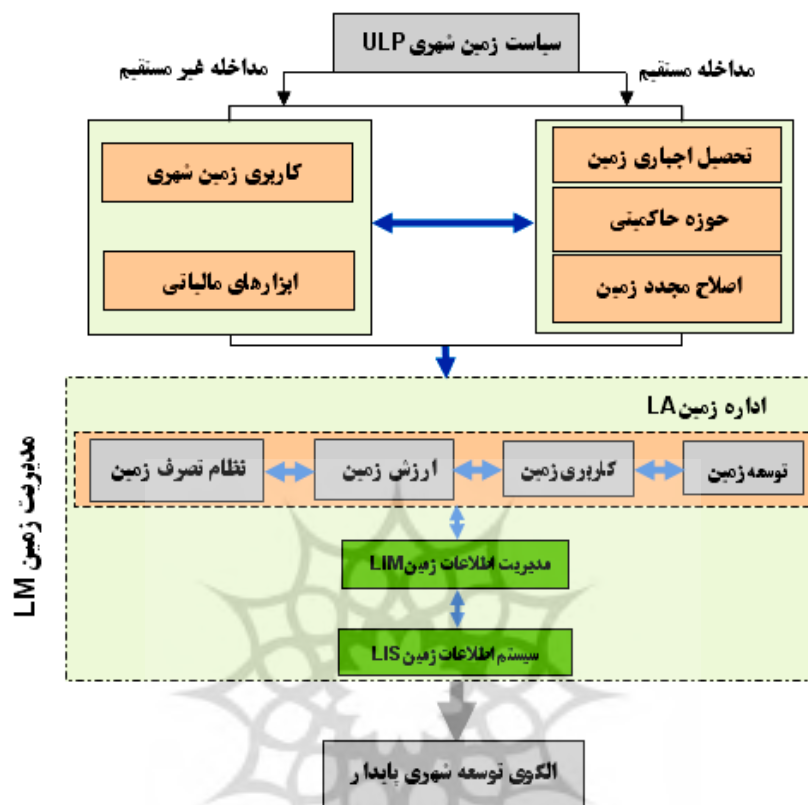 سیاست زمین شهری ULP
مداخله مستقیم
مداخله غیر مستقیم
تحصیل اجباری زمین
حوزه حاکمیتی
اصلاح مجدد زمین
کاربری زمین شهری
ابزارهای مالیاتی
مدیریت زمین LM
اداره زمین LA
توسعه زمین
کاربری زمین
ارزش زمین
نظام تصرف زمین
مدیریت اطلاعات زمین LIM
سیستم اطلاعات زمین LIS
الگوی توسعه شهری پایدار